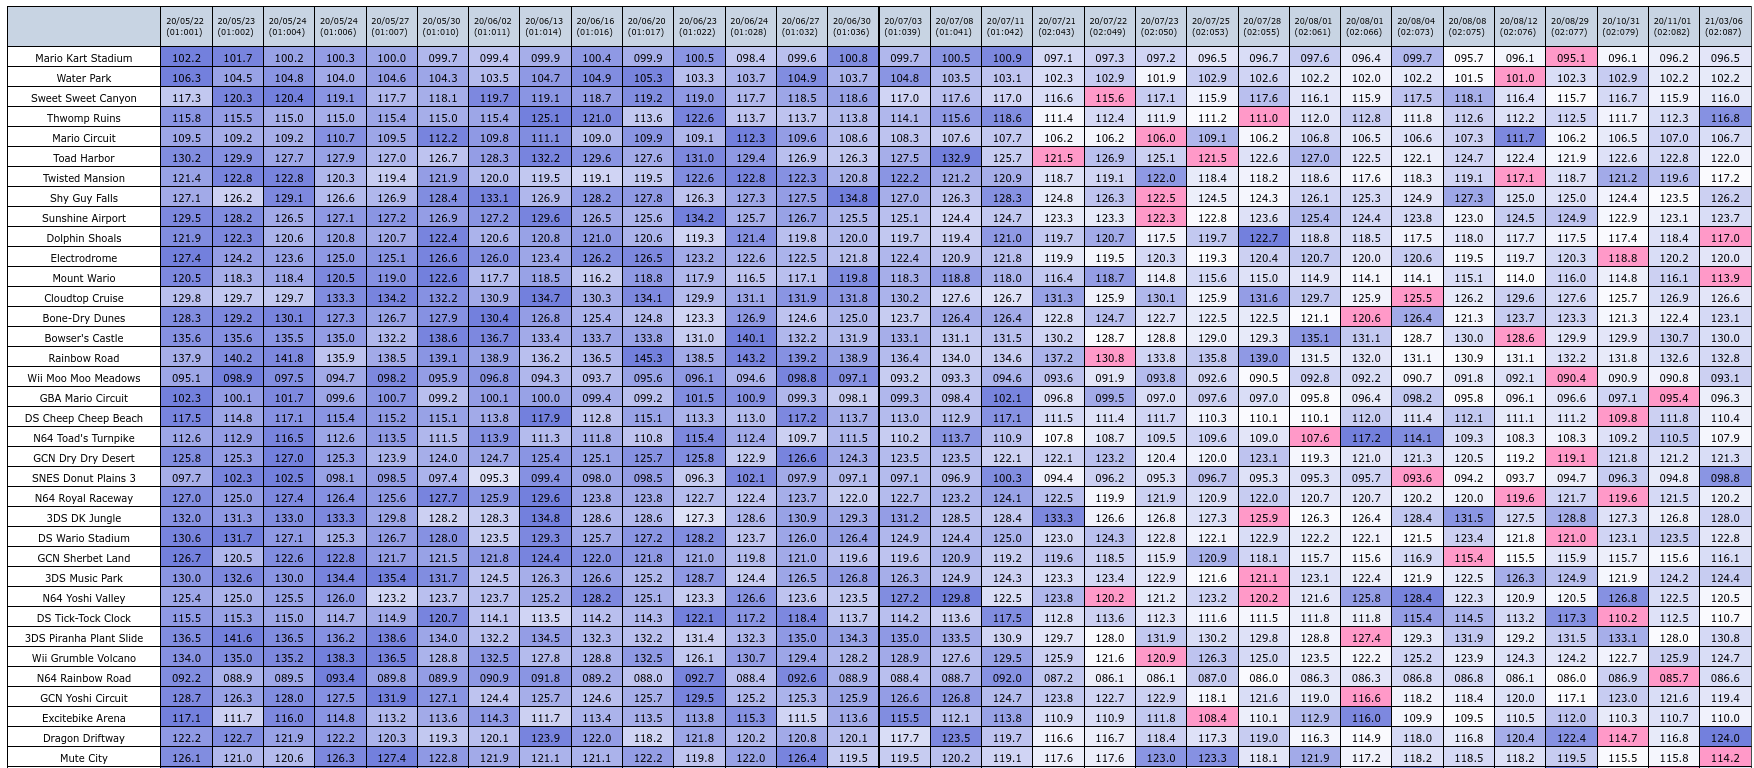 20/05/22 20/05/23 20/05/24 20/05/24 20/05/27 20/05/30 20/06/02 20/06/13 20/06/16 20/06/20 20/06/23 20/06/24 20/06/27 20/06/30 20/07/03 20/07/08 20/07/11 20/07/21 20/07/22 20/07/23 20/07/25 20/07/28 20/08/01 20/08/01 20/08/04 20/08/08 20/08/12 20/08/29 20/10/31 20/11/01 21/03/06
(01:001) (01:002) (01:004) (01:006) (01:007) (01:010) (01:011) (01:014) (01:016) (01:017) (01:022) (01:028) (01:032) (01:036) (01:039) (01:041) (01:042) (02:043) (02:049) (02:050) (02:053) (02:055) (02:061) (02:066) (02:073) (02:075) (02:076) (02:077) (02:079) (02:082) (02:087)
Mario Kart Stadium 102.2 101.7 100.2 100.3 100.0 099.7 099.4 099.9 100.4 099.9 100.5 098.4 099.6 100.8 099.7 100.5 100.9 097.1 097.3 097.2 096.5 096.7 097.6 096.4 099.7 095.7 096.1 095.1 096.1 096.2 096.5
Water Park 106.3 104.5 104.8 104.0 104.6 104.3 103.5 104.7 104.9 105.3 103.3 103.7 104.9 103.7 104.8 103.5 103.1 102.3 102.9 101.9 102.9 102.6 102.2 102.0 102.2 101.5 101.0 102.3 102.9 102.2 102.2
Sweet Sweet Canyon 117.3 120.3 120.4 119.1 117.7 118.1 119.7 119.1 118.7 119.2 119.0 117.7 118.5 118.6 117.0 117.6 117.0 116.6 115.6 117.1 115.9 117.6 116.1 115.9 117.5 118.1 116.4 115.7 116.7 115.9 116.0
Thwomp Ruins 115.8 115.5 115.0 115.0 115.4 115.0 115.4 125.1 121.0 113.6 122.6 113.7 113.7 113.8 114.1 115.6 118.6 111.4 112.4 111.9 111.2 111.0 112.0 112.8 111.8 112.6 112.2 112.5 111.7 112.3 116.8
Mario Circuit 109.5 109.2 109.2 110.7 109.5 112.2 109.8 111.1 109.0 109.9 109.1 112.3 109.6 108.6 108.3 107.6 107.7 106.2 106.2 106.0 109.1 106.2 106.8 106.5 106.6 107.3 111.7 106.2 106.5 107.0 106.7
Toad Harbor 130.2 129.9 127.7 127.9 127.0 126.7 128.3 132.2 129.6 127.6 131.0 129.4 126.9 126.3 127.5 132.9 125.7 121.5 126.9 125.1 121.5 122.6 127.0 122.5 122.1 124.7 122.4 121.9 122.6 122.8 122.0
Twisted Mansion 121.4 122.8 122.8 120.3 119.4 121.9 120.0 119.5 119.1 119.5 122.6 122.8 122.3 120.8 122.2 121.2 120.9 118.7 119.1 122.0 118.4 118.2 118.6 117.6 118.3 119.1 117.1 118.7 121.2 119.6 117.2
Shy Guy Falls 127.1 126.2 129.1 126.6 126.9 128.4 133.1 126.9 128.2 127.8 126.3 127.3 127.5 134.8 127.0 126.3 128.3 124.8 126.3 122.5 124.5 124.3 126.1 125.3 124.9 127.3 125.0 125.0 124.4 123.5 126.2
Sunshine Airport 129.5 128.2 126.5 127.1 127.2 126.9 127.2 129.6 126.5 125.6 134.2 125.7 126.7 125.5 125.1 124.4 124.7 123.3 123.3 122.3 122.8 123.6 125.4 124.4 123.8 123.0 124.5 124.9 122.9 123.1 123.7
Dolphin Shoals 121.9 122.3 120.6 120.8 120.7 122.4 120.6 120.8 121.0 120.6 119.3 121.4 119.8 120.0 119.7 119.4 121.0 119.7 120.7 117.5 119.7 122.7 118.8 118.5 117.5 118.0 117.7 117.5 117.4 118.4 117.0
Electrodrome 127.4 124.2 123.6 125.0 125.1 126.6 126.0 123.4 126.2 126.5 123.2 122.6 122.5 121.8 122.4 120.9 121.8 119.9 119.5 120.3 119.3 120.4 120.7 120.0 120.6 119.5 119.7 120.3 118.8 120.2 120.0
Mount Wario 120.5 118.3 118.4 120.5 119.0 122.6 117.7 118.5 116.2 118.8 117.9 116.5 117.1 119.8 118.3 118.8 118.0 116.4 118.7 114.8 115.6 115.0 114.9 114.1 114.1 115.1 114.0 116.0 114.8 116.1 113.9
Cloudtop Cruise 129.8 129.7 129.7 133.3 134.2 132.2 130.9 134.7 130.3 134.1 129.9 131.1 131.9 131.8 130.2 127.6 126.7 131.3 125.9 130.1 125.9 131.6 129.7 125.9 125.5 126.2 129.6 127.6 125.7 126.9 126.6
Bone-Dry Dunes 128.3 129.2 130.1 127.3 126.7 127.9 130.4 126.8 125.4 124.8 123.3 126.9 124.6 125.0 123.7 126.4 126.4 122.8 124.7 122.7 122.5 122.5 121.1 120.6 126.4 121.3 123.7 123.3 121.3 122.4 123.1
Bowser's Castle 135.6 135.6 135.5 135.0 132.2 138.6 136.7 133.4 133.7 133.8 131.0 140.1 132.2 131.9 133.1 131.1 131.5 130.2 128.7 128.8 129.0 129.3 135.1 131.1 128.7 130.0 128.6 129.9 129.9 130.7 130.0
Rainbow Road 137.9 140.2 141.8 135.9 138.5 139.1 138.9 136.2 136.5 145.3 138.5 143.2 139.2 138.9 136.4 134.0 134.6 137.2 130.8 133.8 135.8 139.0 131.5 132.0 131.1 130.9 131.1 132.2 131.8 132.6 132.8
Wii Moo Moo Meadows 095.1 098.9 097.5 094.7 098.2 095.9 096.8 094.3 093.7 095.6 096.1 094.6 098.8 097.1 093.2 093.3 094.6 093.6 091.9 093.8 092.6 090.5 092.8 092.2 090.7 091.8 092.1 090.4 090.9 090.8 093.1
GBA Mario Circuit 102.3 100.1 101.7 099.6 100.7 099.2 100.1 100.0 099.4 099.2 101.5 100.9 099.3 098.1 099.3 098.4 102.1 096.8 099.5 097.0 097.6 097.0 095.8 096.4 098.2 095.8 096.1 096.6 097.1 095.4 096.3
DS Cheep Cheep Beach 117.5 114.8 117.1 115.4 115.2 115.1 113.8 117.9 112.8 115.1 113.3 113.0 117.2 113.7 113.0 112.9 117.1 111.5 111.4 111.7 110.3 110.1 110.1 112.0 111.4 112.1 111.1 111.2 109.8 111.8 110.4
N64 Toad's Turnpike 112.6 112.9 116.5 112.6 113.5 111.5 113.9 111.3 111.8 110.8 115.4 112.4 109.7 111.5 110.2 113.7 110.9 107.8 108.7 109.5 109.6 109.0 107.6 117.2 114.1 109.3 108.3 108.3 109.2 110.5 107.9
GCN Dry Dry Desert 125.8 125.3 127.0 125.3 123.9 124.0 124.7 125.4 125.1 125.7 125.8 122.9 126.6 124.3 123.5 123.5 122.1 122.1 123.2 120.4 120.0 123.1 119.3 121.0 121.3 120.5 119.2 119.1 121.8 121.2 121.3
SNES Donut Plains 3 097.7 102.3 102.5 098.1 098.5 097.4 095.3 099.4 098.0 098.5 096.3 102.1 097.9 097.1 097.1 096.9 100.3 094.4 096.2 095.3 096.7 095.3 095.3 095.7 093.6 094.2 093.7 094.7 096.3 094.8 098.8
N64 Royal Raceway 127.0 125.0 127.4 126.4 125.6 127.7 125.9 129.6 123.8 123.8 122.7 122.4 123.7 122.0 122.7 123.2 124.1 122.5 119.9 121.9 120.9 122.0 120.7 120.7 120.2 120.0 119.6 121.7 119.6 121.5 120.2
3DS DK Jungle 132.0 131.3 133.0 133.3 129.8 128.2 128.3 134.8 128.6 128.6 127.3 128.6 130.9 129.3 131.2 128.5 128.4 133.3 126.6 126.8 127.3 125.9 126.3 126.4 128.4 131.5 127.5 128.8 127.3 126.8 128.0
DS Wario Stadium 130.6 131.7 127.1 125.3 126.7 128.0 123.5 129.3 125.7 127.2 128.2 123.7 126.0 126.4 124.9 124.4 125.0 123.0 124.3 122.8 122.1 122.9 122.2 122.1 121.5 123.4 121.8 121.0 123.1 123.5 122.8
GCN Sherbet Land 126.7 120.5 122.6 122.8 121.7 121.5 121.8 124.4 122.0 121.8 121.0 119.8 121.0 119.6 119.6 120.9 119.2 119.6 118.5 115.9 120.9 118.1 115.7 115.6 116.9 115.4 115.5 115.9 115.7 115.6 116.1
3DS Music Park 130.0 132.6 130.0 134.4 135.4 131.7 124.5 126.3 126.6 125.2 128.7 124.4 126.5 126.8 126.3 124.9 124.3 123.3 123.4 122.9 121.6 121.1 123.1 122.4 121.9 122.5 126.3 124.9 121.9 124.2 124.4
N64 Yoshi Valley 125.4 125.0 125.5 126.0 123.2 123.7 123.7 125.2 128.2 125.1 123.3 126.6 123.6 123.5 127.2 129.8 122.5 123.8 120.2 121.2 123.2 120.2 121.6 125.8 128.4 122.3 120.9 120.5 126.8 122.5 120.5
DS Tick-Tock Clock 115.5 115.3 115.0 114.7 114.9 120.7 114.1 113.5 114.2 114.3 122.1 117.2 118.4 113.7 114.2 113.6 117.5 112.8 113.6 112.3 111.6 111.5 111.8 111.8 115.4 114.5 112.3 117.3 110.2 112.5 110.7
3DS Piranha Plant Slide 136.5 141.6 136.5 136.2 138.6 134.0 132.2 134.5 132.3 132.2 131.4 132.3 135.0 134.3 135.0 133.5 130.9 129.7 128.0 131.9 130.2 129.8 128.8 127.4 129.3 131.9 129.2 131.5 133.1 128.0 130.8
Wii Grumble Volcano 134.0 135.0 135.2 138.3 136.5 128.8 132.5 127.8 128.8 132.5 126.1 130.7 129.4 128.2 128.9 127.6 129.5 125.9 121.6 120.9 126.3 125.0 123.5 122.2 125.2 123.9 124.3 124.2 122.7 125.9 124.7
N64 Rainbow Road 092.2 088.9 089.5 093.4 089.8 089.9 090.9 091.8 089.2 088.0 092.7 088.4 092.6 088.9 088.4 088.7 092.0 087.2 086.1 086.1 087.0 086.0 086.3 086.3 086.8 086.8 086.1 086.0 086.9 085.7 086.6
GCN Yoshi Circuit 128.7 126.3 128.0 127.5 131.9 127.1 124.4 125.7 124.6 125.7 129.5 125.2 125.3 125.9 126.6 126.8 124.7 123.8 122.7 122.9 118.1 121.6 119.0 116.6 118.2 118.4 120.0 117.1 123.0 121.6 119.4
Excitebike Arena 117.1 111.7 116.0 114.8 113.2 113.6 114.3 111.7 113.4 113.5 113.8 115.3 111.5 113.6 115.5 112.1 113.8 110.9 110.9 111.8 108.4 110.1 112.9 116.0 109.9 109.5 110.5 112.0 110.3 110.7 110.0
Dragon Driftway 122.2 122.7 121.9 122.2 120.3 119.3 120.1 123.9 122.0 118.2 121.8 120.2 120.8 120.1 117.7 123.5 119.7 116.6 116.7 118.4 117.3 119.0 116.3 114.9 118.0 116.8 120.4 122.4 114.7 116.8 124.0
Mute City 126.1 121.0 120.6 126.3 127.4 122.8 121.9 121.1 121.1 122.2 119.8 122.0 126.4 119.5 119.5 120.2 119.1 117.6 117.6 123.0 123.3 118.1 121.9 117.2 118.2 118.5 118.2 119.5 115.5 115.9 114.2